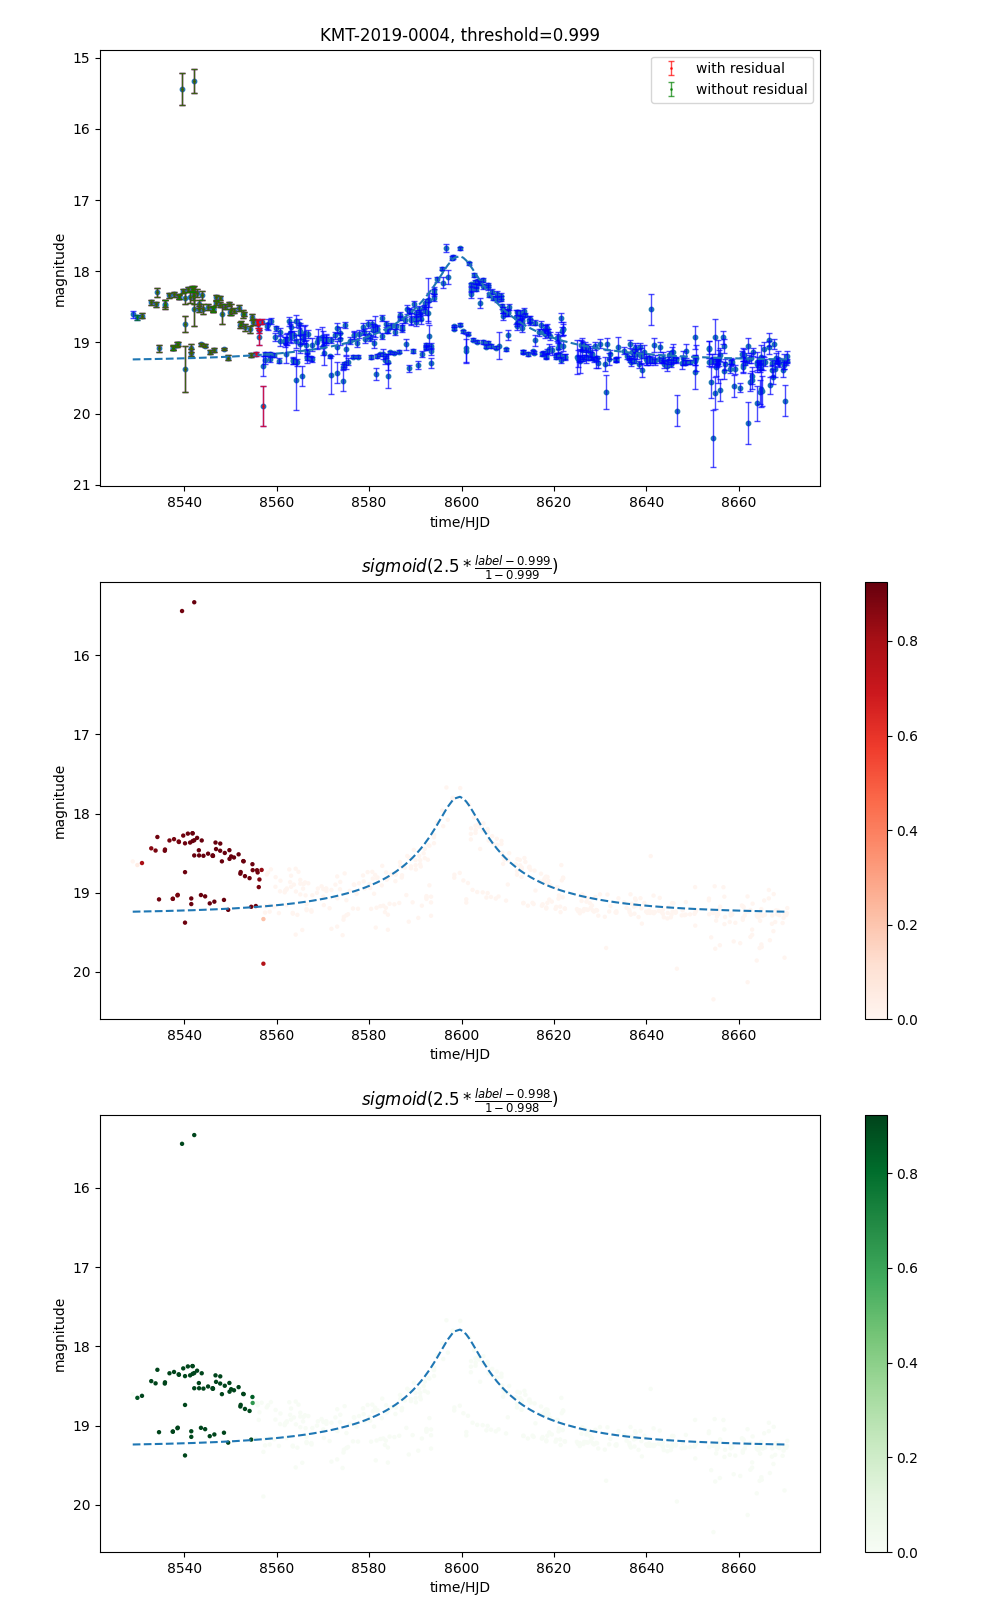 KMT-2019-0004, threshold=0.999
with residual
without residual
15
16
17
18
19
20
21
magnitude
8540 8560 8580 8600 8620 8640 8660
time/HJD
sigmoid(2.5 * \frac{label - 0.999}{1 - 0.999})
16
17
18
19
20
magnitude
8540 8560 8580 8600 8620 8640 8660
time/HJD
0.8
0.6
0.4
0.2
0.0
sigmoid(2.5 * \frac{label - 0.998}{1 - 0.998})
16
17
18
19
20
magnitude
8540 8560 8580 8600 8620 8640 8660
time/HJD
0.8
0.6
0.4
0.2
0.0